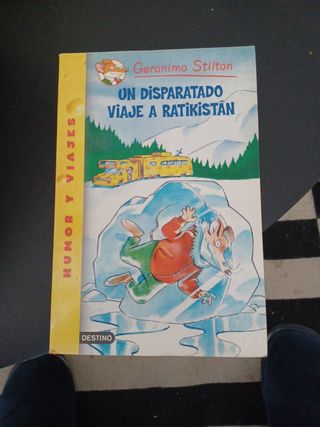 Geronimo Stilton
UN DISPARATADO
VIAJE A RATIKISTÁN
HUMOR Y VIAJES
DESTINO